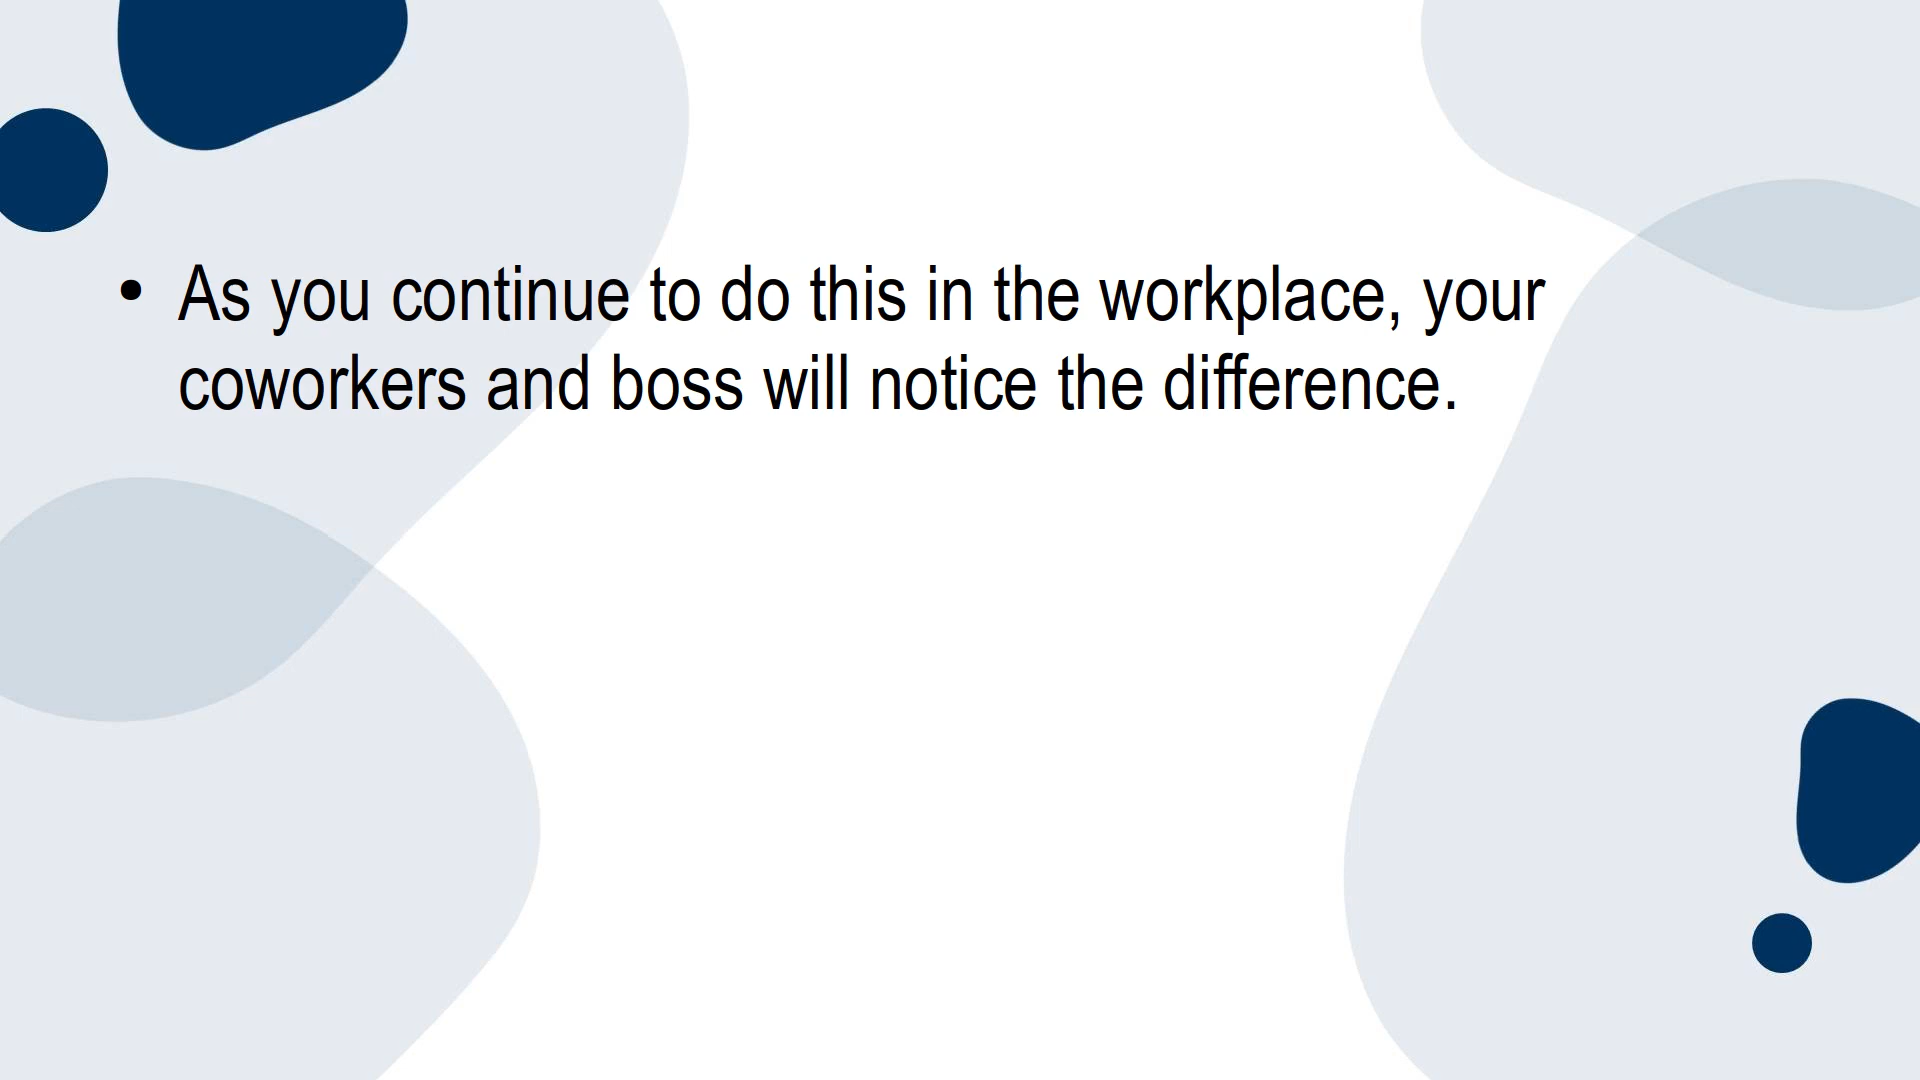 • As you continue to do this in the workplace, your
coworkers and boss will notice the difference.